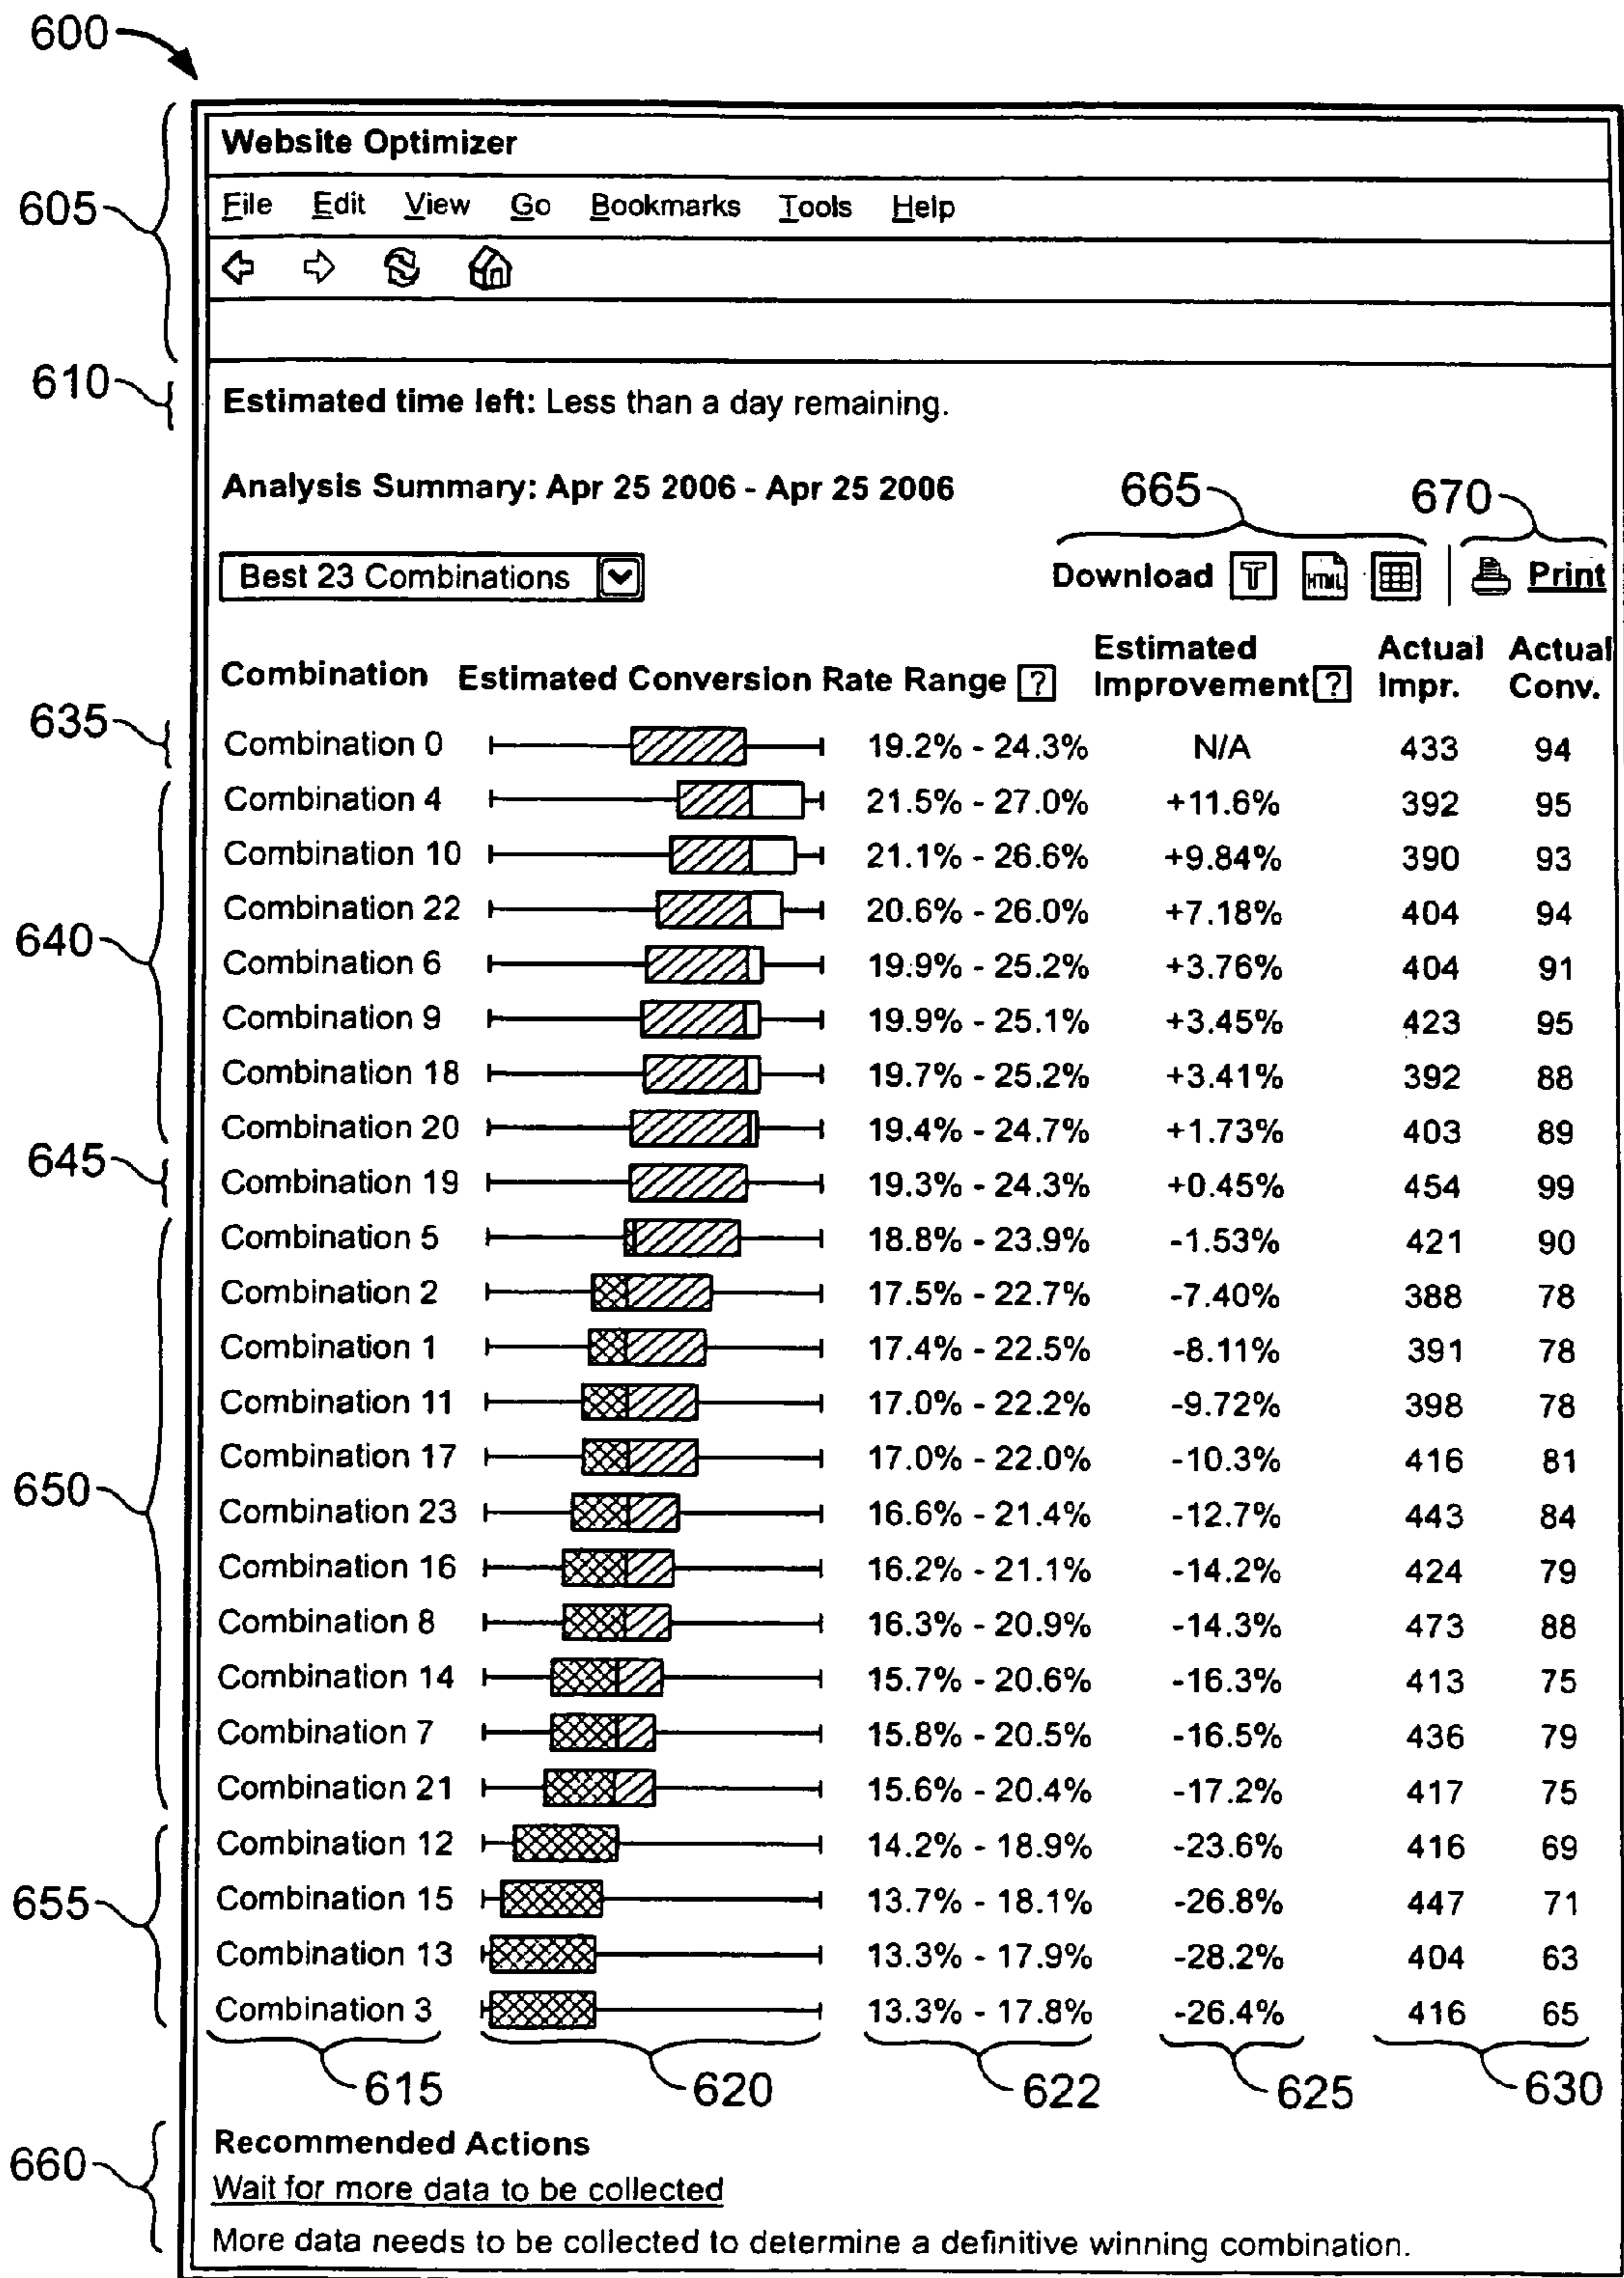 600
605
Website Optimizer
File Edit View Go Bookmarks Tools Help
610
Estimated time left: Less than a day remaining.
Analysis Summary: Apr 25 2006 - Apr 25 2006
665
670
Best 23 Combinations
Download T HTML Print
Combination Estimated Conversion Rate Range ? Estimated Improvement ? Actual Impr. Actual Conv.
635
Combination 0 19.2% - 24.3% N/A 433 94
Combination 4 21.5% - 27.0% +11.6% 392 95
Combination 10 21.1% - 26.6% +9.84% 390 93
Combination 22 20.6% - 26.0% +7.18% 404 94
640
Combination 6 19.9% - 25.2% +3.76% 404 91
Combination 9 19.9% - 25.1% +3.45% 423 95
Combination 18 19.7% - 25.2% +3.41% 392 88
Combination 20 19.4% - 24.7% +1.73% 403 89
645
Combination 19 19.3% - 24.3% +0.45% 454 99
Combination 5 18.8% - 23.9% -1.53% 421 90
Combination 2 17.5% - 22.7% -7.40% 388 78
Combination 1 17.4% - 22.5% -8.11% 391 78
Combination 11 17.0% - 22.2% -9.72% 398 78
Combination 17 17.0% - 22.0% -10.3% 416 81
650
Combination 23 16.6% - 21.4% -12.7% 443 84
Combination 16 16.2% - 21.1% -14.2% 424 79
Combination 8 16.3% - 20.9% -14.3% 473 88
Combination 14 15.7% - 20.6% -16.3% 413 75
Combination 7 15.8% - 20.5% -16.5% 436 79
Combination 21 15.6% - 20.4% -17.2% 417 75
Combination 12 14.2% - 18.9% -23.6% 416 69
655
Combination 15 13.7% - 18.1% -26.8% 447 71
Combination 13 13.3% - 17.9% -28.2% 404 63
Combination 3 13.3% - 17.8% -26.4% 416 65
615 620 622 625 630
660
Recommended Actions
Wait for more data to be collected
More data needs to be collected to determine a definitive winning combination.